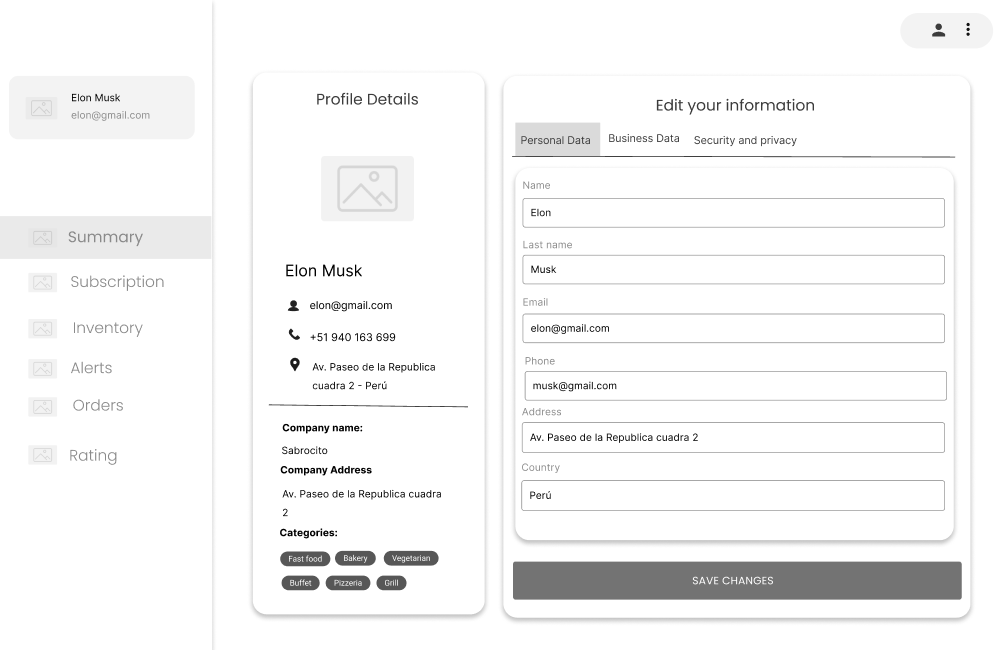 Elon Musk
elon@gmail.com
Summary
Subscription
Inventory
Alerts
Orders
Rating
Profile Details
Elon Musk
elon@gmail.com
+51 940 163 699
Av. Paseo de la Republica
cuadra 2 - Perú
Company name:
Sabrocito
Company Address
Av. Paseo de la Republica cuadra
2
Categories:
Fast food Bakery Vegetarian
Buffet Pizzeria Grill
Edit your information
Personal Data Business Data Security and privacy
Name
Elon
Last name
Musk
Email
elon@gmail.com
Phone
musk@gmail.com
Address
Av. Paseo de la Republica cuadra 2
Country
Perú
SAVE CHANGES